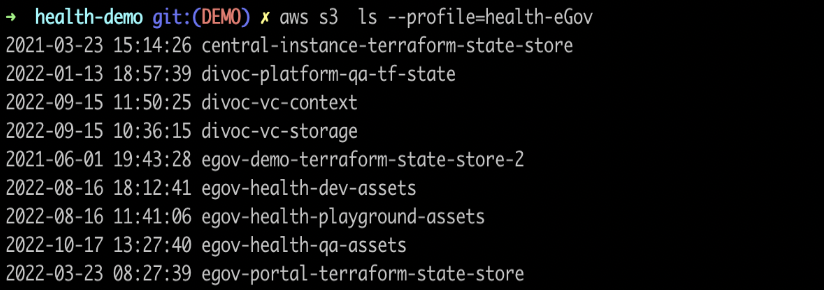 ➜  health-demo git:(DEMO) ✗ aws s3  ls --profile=health-eGov
2021-03-23 15:14:26 central-instance-terraform-state-store
2022-01-13 18:57:39 divoc-platform-qa-tf-state
2022-09-15 11:50:25 divoc-vc-context
2022-09-15 10:36:15 divoc-vc-storage
2021-06-01 19:43:28 egov-demo-terraform-state-store-2
2022-08-16 18:12:41 egov-health-dev-assets
2022-08-16 11:41:06 egov-health-playground-assets
2022-10-17 13:27:40 egov-health-qa-assets
2022-03-23 08:27:39 egov-portal-terraform-state-store